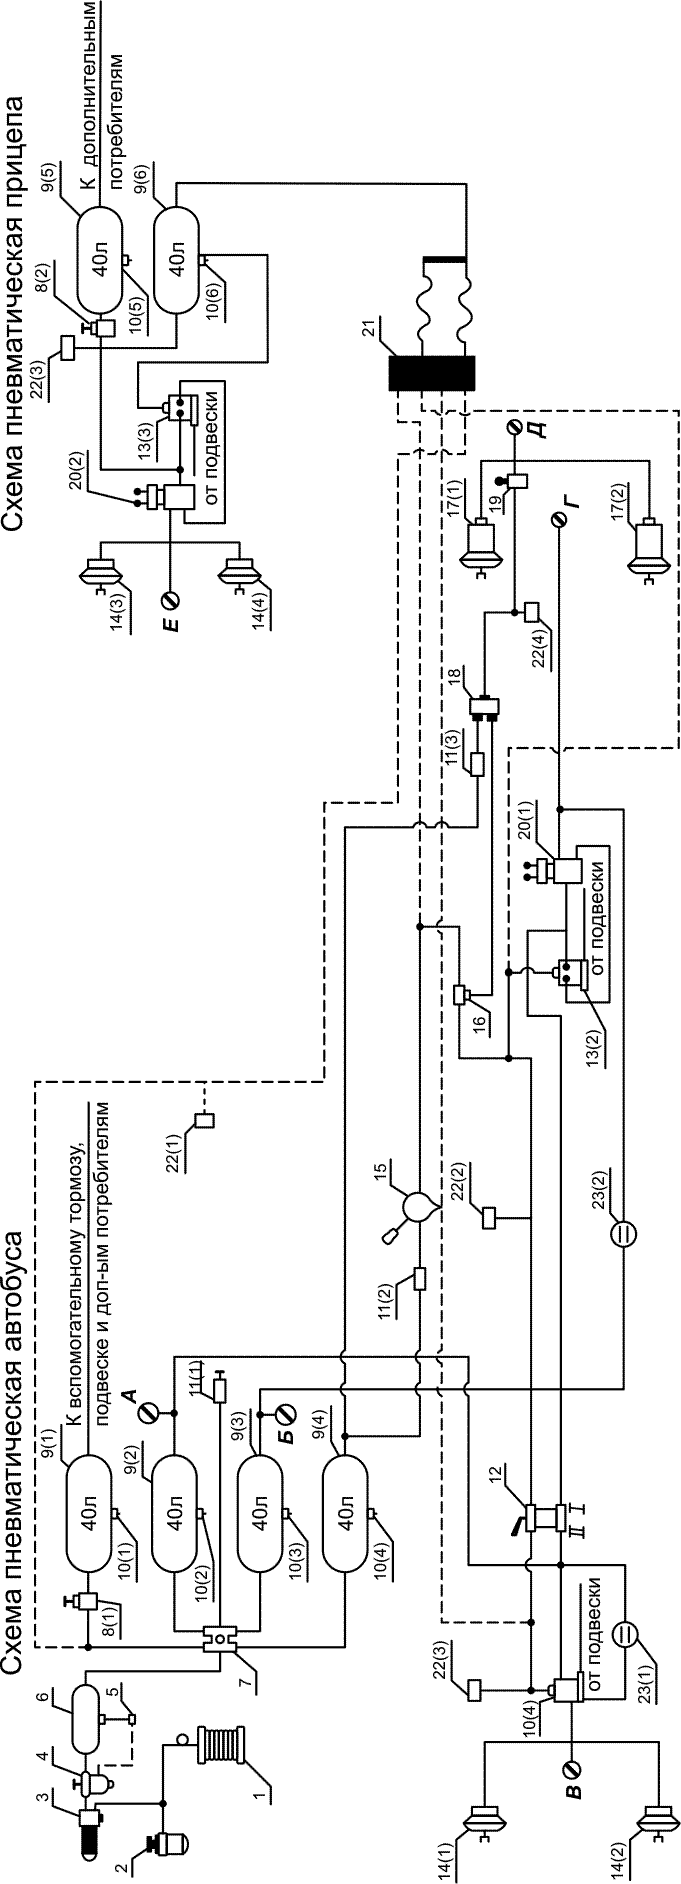 Схема пневматическая прицепа
К дополнительным
потребителям
9(5)
9(6)
40л
40л
8(2)
10(5)
10(6)
22(3)
13(3)
от подвески
20(2)
14(3)
14(4)
Е
21
17(1)
17(2)
19
Д
Г
22(4)
18
11(3)
20(1)
от подвески
13(2)
16
Схема пневматическая автобуса
К вспомогательному тормозу,
подвеске и доп-ым потребителям
22(1)
15
22(2)
23(2)
11(2)
9(1)
9(2)
9(3)
9(4)
А
Б
11(1)
40л
40л
40л
40л
10(1)
10(2)
10(3)
10(4)
8(1)
7
12
I
II
6
5
4
3
2
1
22(3)
10(4)
от подвески
23(1)
В
14(1)
14(2)